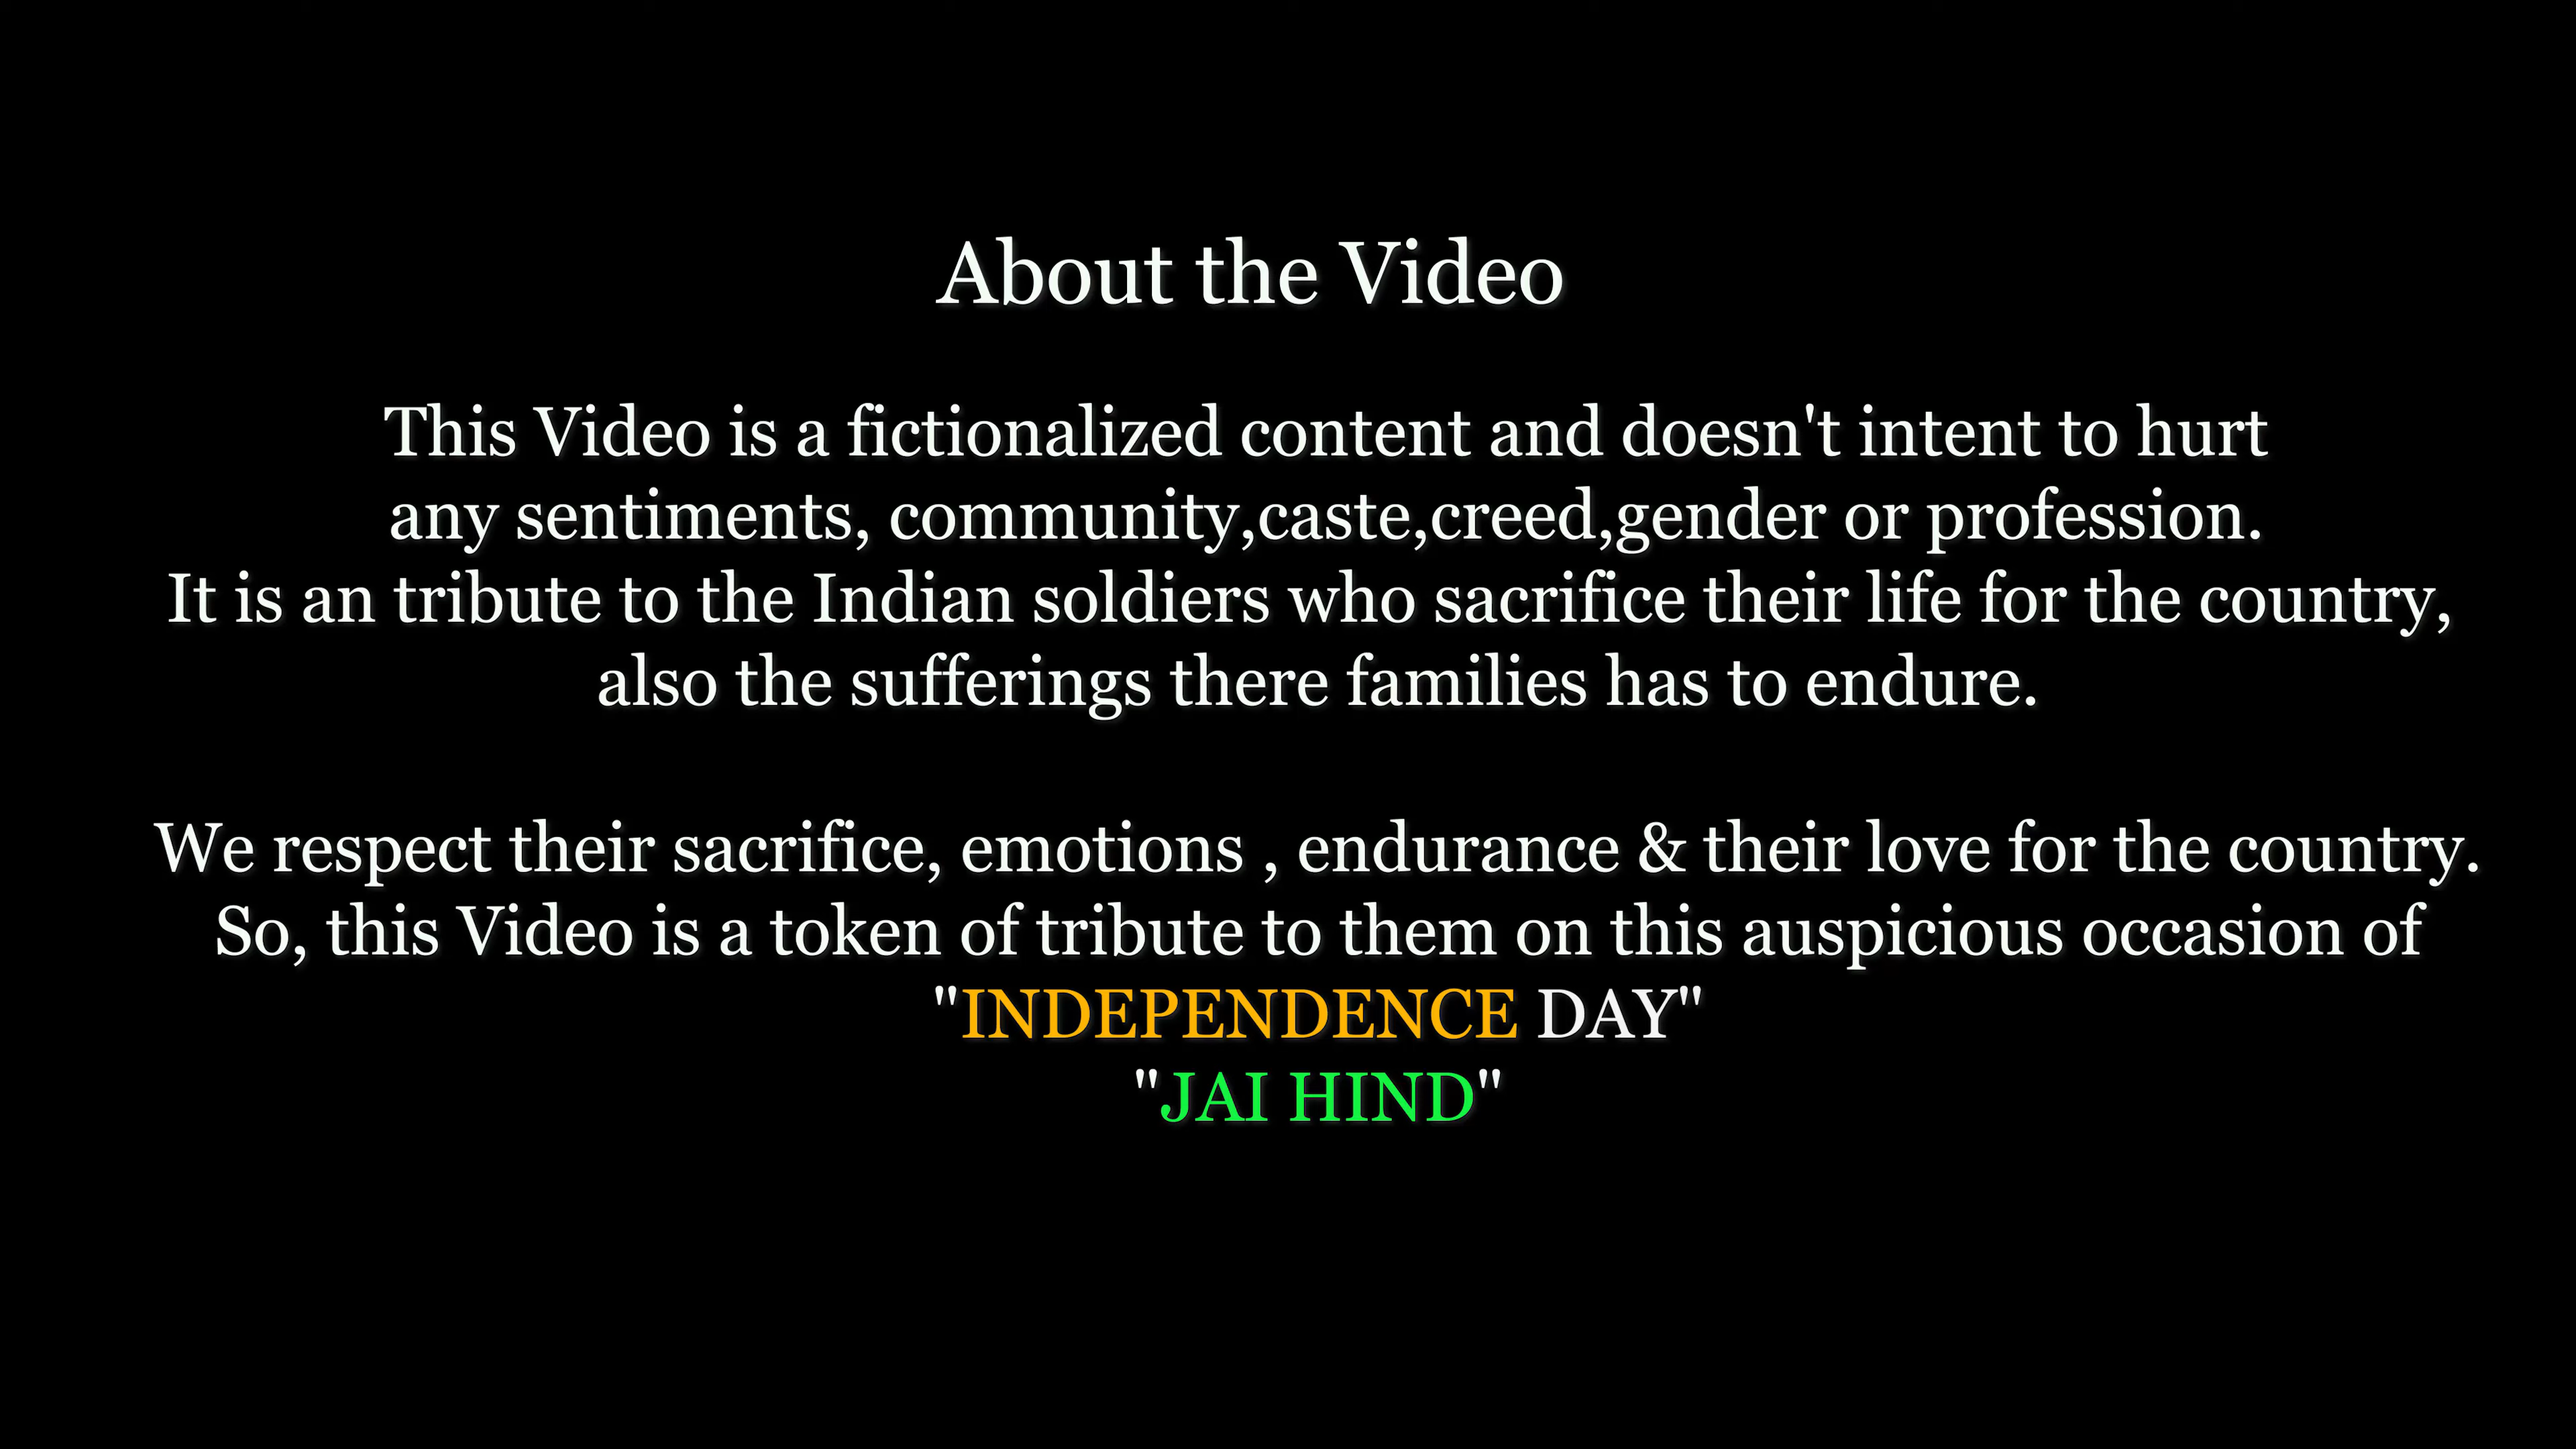 About the Video
This Video is a fictionalized content and doesn't intent to hurt
any sentiments, community,caste,creed,gender or profession.
It is an tribute to the Indian soldiers who sacrifice their life for the country,
also the sufferings there families has to endure.
We respect their sacrifice, emotions , endurance & their love for the country.
So, this Video is a token of tribute to them on this auspicious occasion of
"INDEPENDENCE DAY"
"JAI HIND"